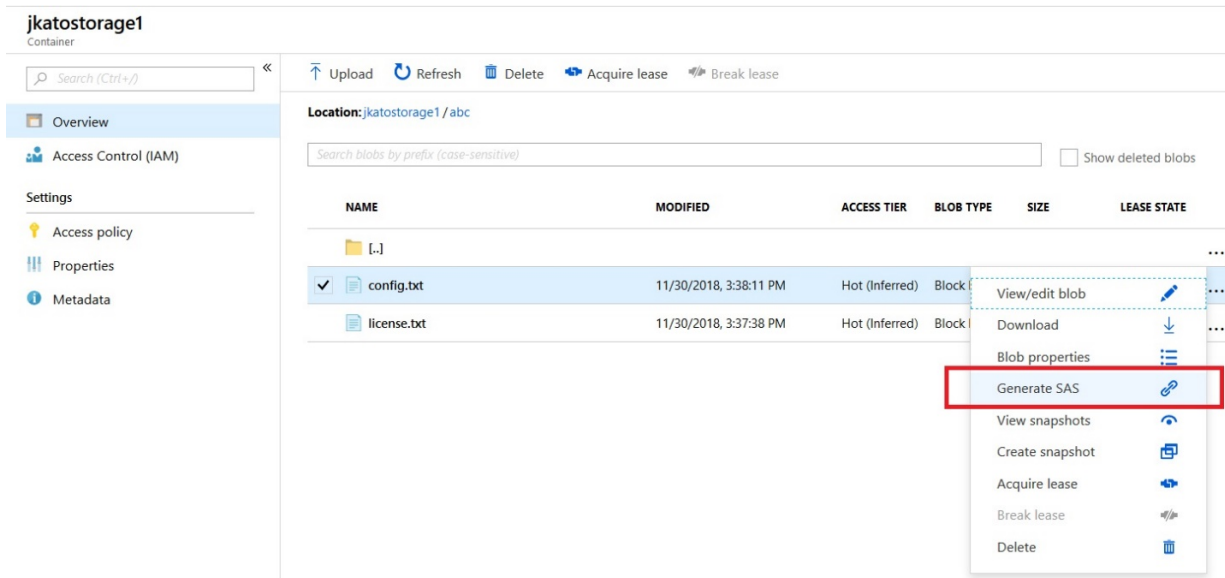 jkatostorage1
Container
Search (Ctrl+/)
«
Overview
Access Control (IAM)
Settings
Access policy
Properties
Metadata
Upload Refresh Delete Acquire lease Break lease
Location: jkatostorage1 / abc
Search blobs by prefix (case-sensitive)
Show deleted blobs
NAME MODIFIED ACCESS TIER BLOB TYPE SIZE LEASE STATE
[..] ...
config.txt 11/30/2018, 3:38:11 PM Hot (Inferred) Block ...
license.txt 11/30/2018, 3:37:38 PM Hot (Inferred) Block ...
View/edit blob
Download
Blob properties
Generate SAS
View snapshots
Create snapshot
Acquire lease
Break lease
Delete